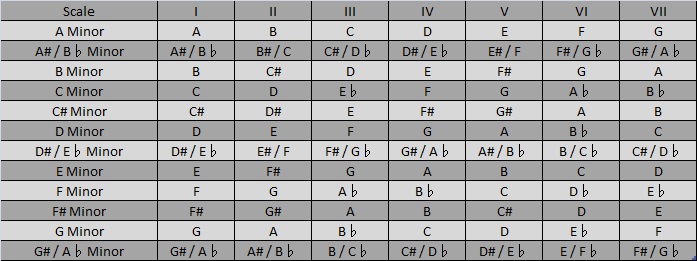 Scale I II III IV V VI VII
A Minor A B C D E F G
A# / B♭ Minor A# / B♭ B# / C C# / D♭ D# / E♭ E# / F F# / G♭ G# / A♭
B Minor B C# D E F# G A
C Minor C D E♭ F G A♭ B♭
C# Minor C# D# E F# G# A B
D Minor D E F G A B♭ C
D# / E♭ Minor D# / E♭ E# / F F# / G♭ G# / A♭ A# / B♭ B / C♭ C# / D♭
E Minor E F# G A B C D
F Minor F G A♭ B♭ C D♭ E♭
F# Minor F# G# A B C# D E
G Minor G A B♭ C D E♭ F
G# / A♭ Minor G# / A♭ A# / B♭ B / C♭ C# / D♭ D# / E♭ E / F♭ F# / G♭